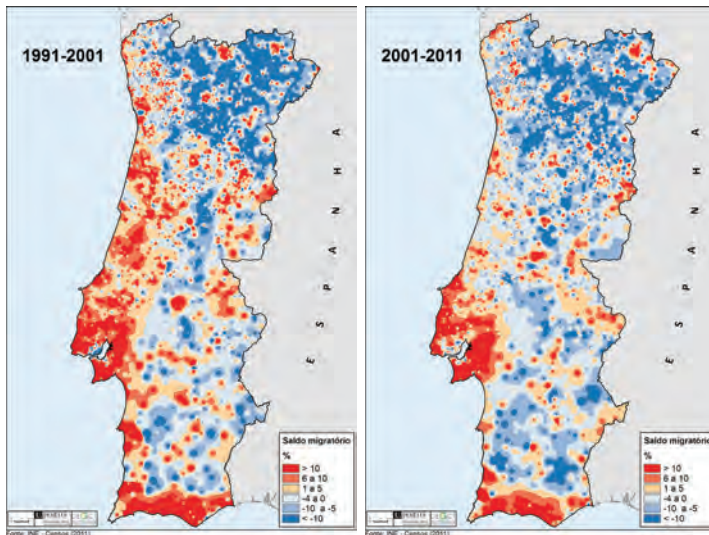 1991-2001
E S P A N H A
Saldo migratório
%
> 10
6 a 10
1 a 5
-4 a 0
-10 a -5
< -10
Fonte: INE - Censos (2011)
2001-2011
E S P A N H A
Saldo migratório
%
> 10
6 a 10
1 a 5
-4 a 0
-10 a -5
< -10